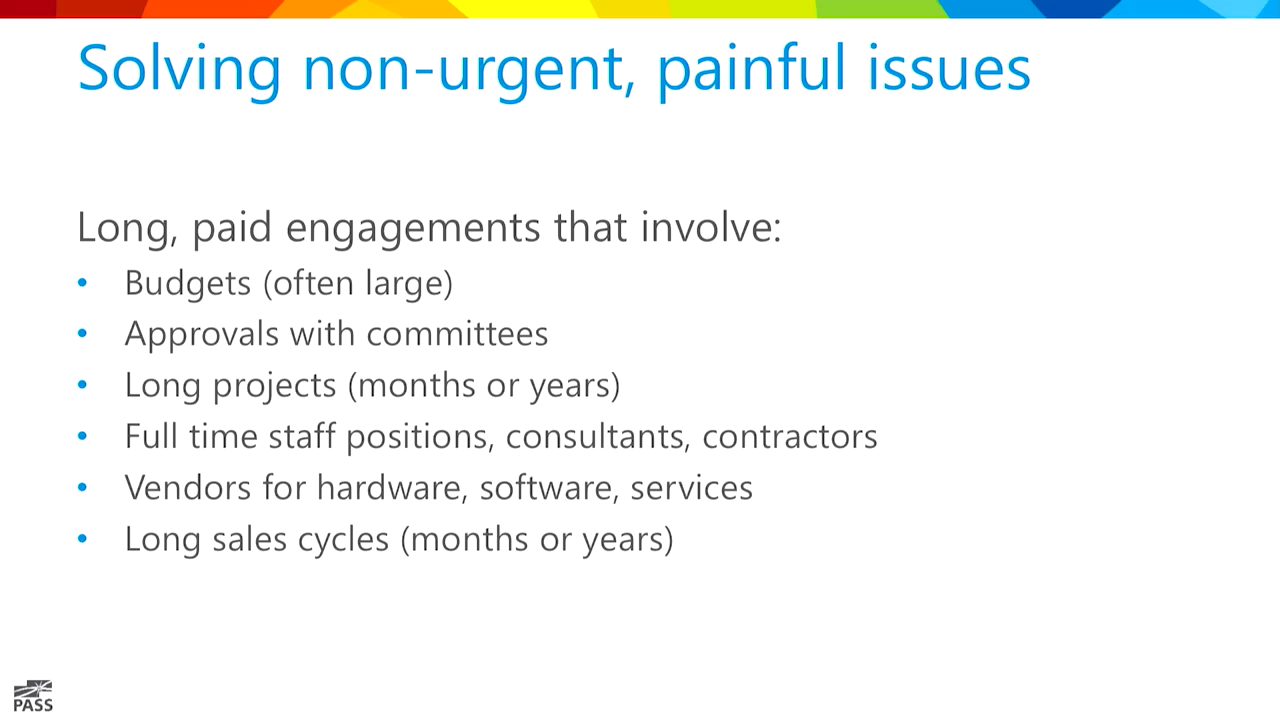 Solving non-urgent, painful issues
Long, paid engagements that involve:
• Budgets (often large)
• Approvals with committees
• Long projects (months or years)
• Full time staff positions, consultants, contractors
• Vendors for hardware, software, services
• Long sales cycles (months or years)
PASS